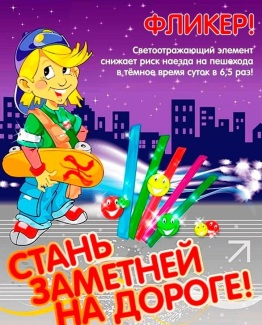 ФЛИКЕР!
Светоотражающий элемент
снижает риск наезда на пешехода
в тёмное время суток в 6,5 раз!
СТАНЬ
ЗАМЕТНЕЙ
НА ДОРОГЕ!